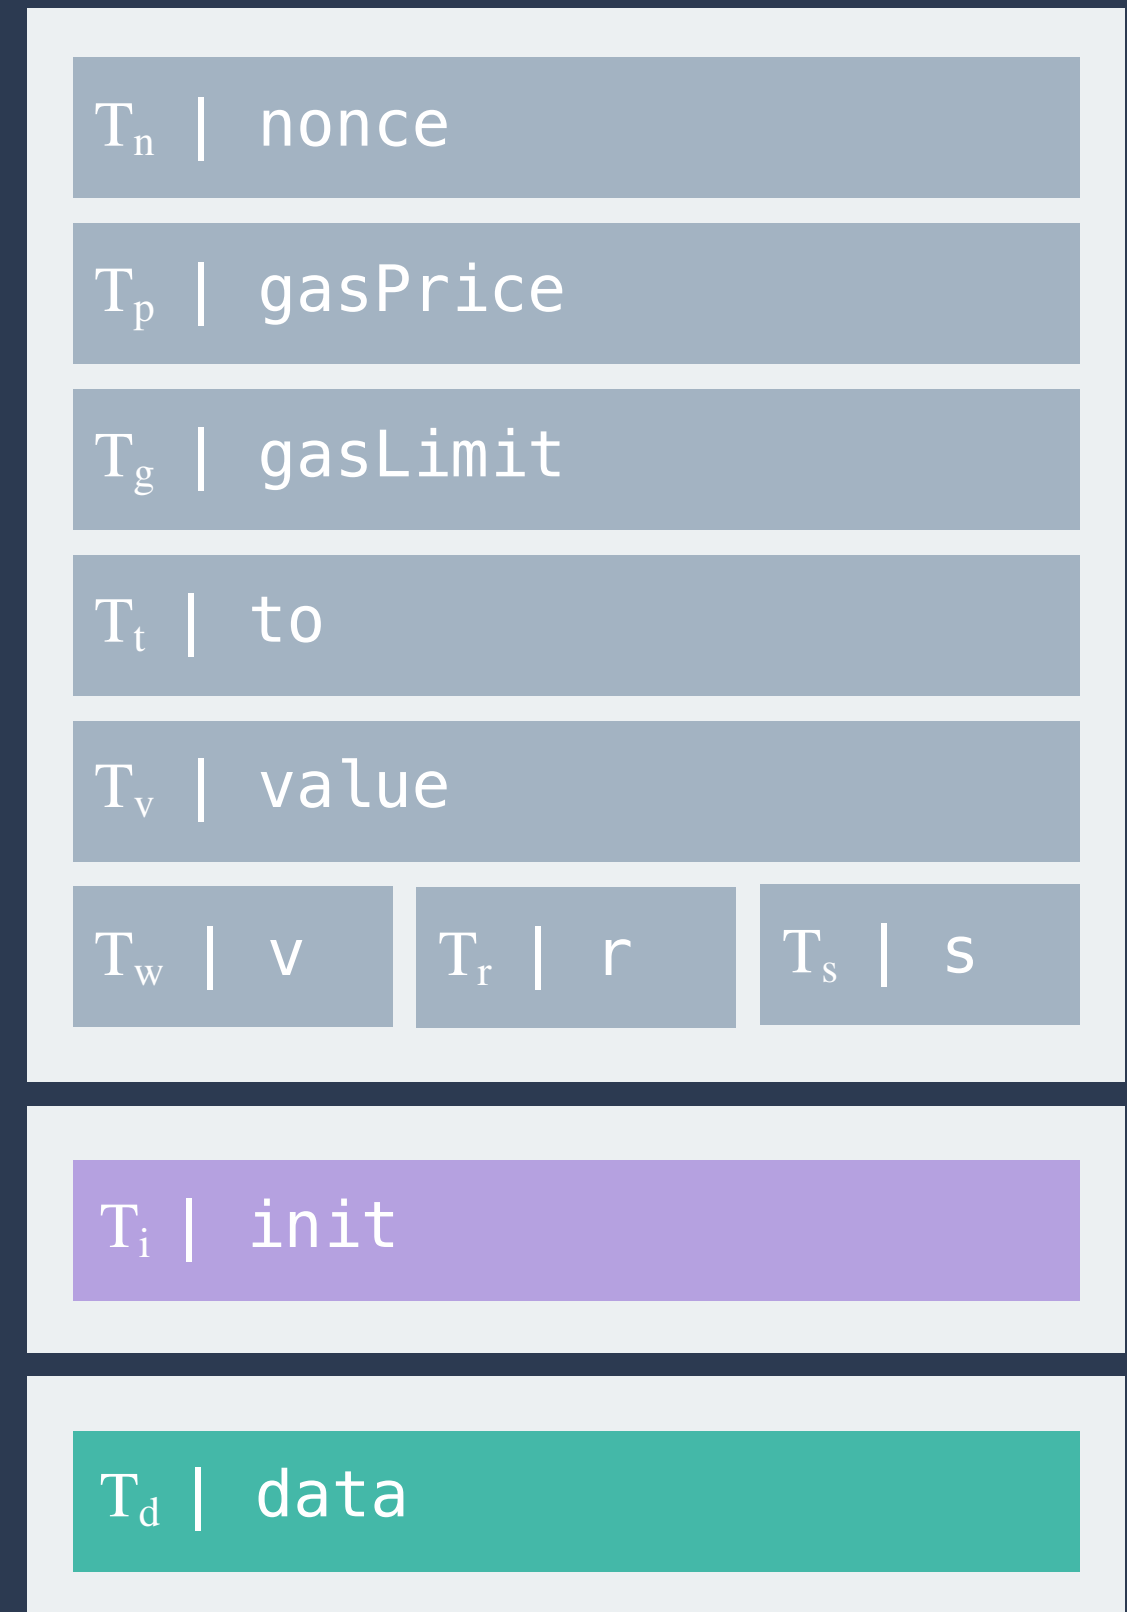 Tn | nonce
Tp | gasPrice
Tg | gasLimit
Tt | to
Tv | value
Tw | v Tr | r Ts | s
Ti | init
Td | data